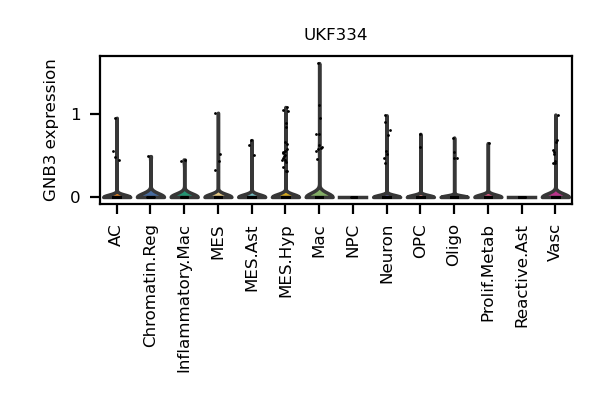 UKF334
GNB3 expression
1
0
AC
Chromatin.Reg
Inflammatory.Mac
MES
MES.Ast
MES.Hyp
Mac
NPC
Neuron
OPC
Oligo
Prolif.Metab
Reactive.Ast
Vasc